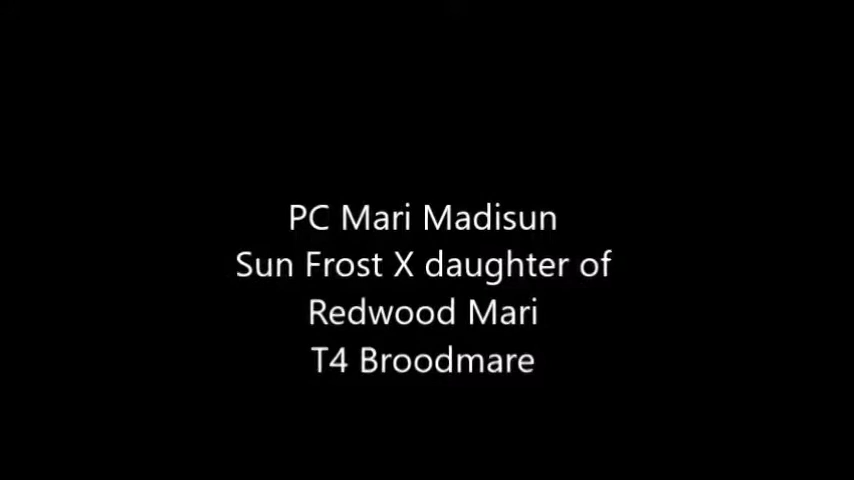 PC Mari Madisun
Sun Frost X daughter of
Redwood Mari
T4 Broodmare